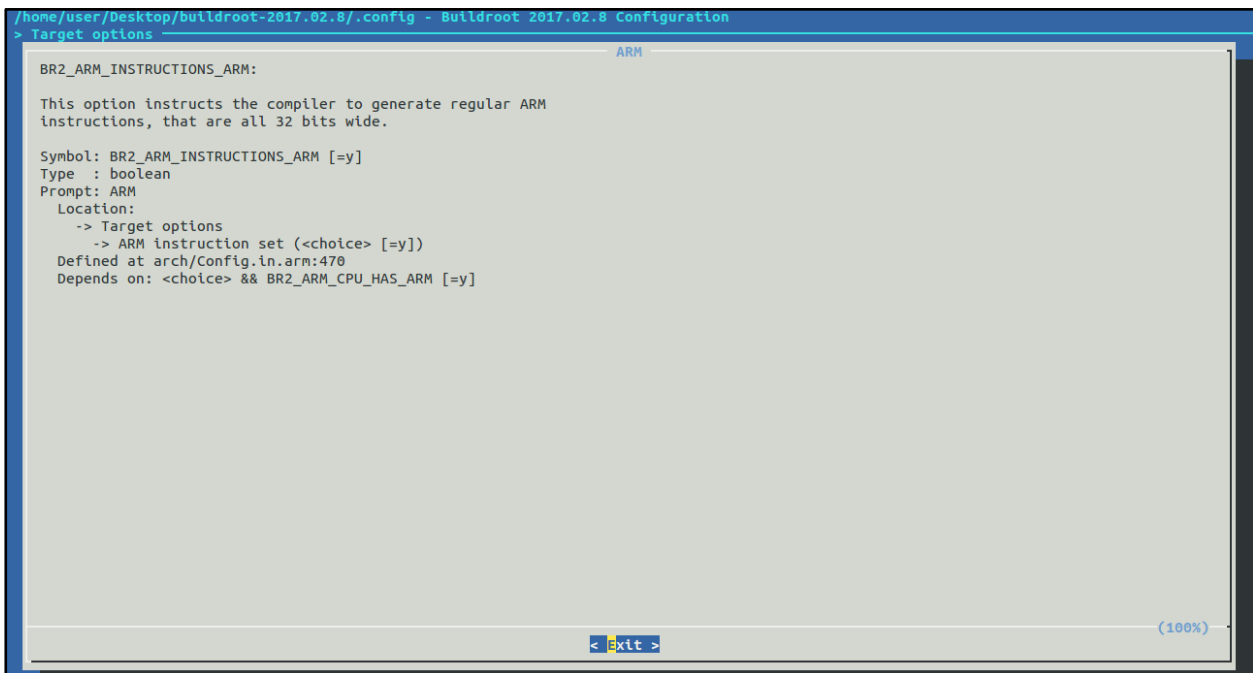 /home/user/Desktop/buildroot-2017.02.8/.config - Buildroot 2017.02.8 Configuration
> Target options
ARM
BR2_ARM_INSTRUCTIONS_ARM:
This option instructs the compiler to generate regular ARM
instructions, that are all 32 bits wide.
Symbol: BR2_ARM_INSTRUCTIONS_ARM [=y]
Type  : boolean
Prompt: ARM
Location:
-> Target options
-> ARM instruction set (<choice> [=y])
Defined at arch/Config.in.arm:470
Depends on: <choice> && BR2_ARM_CPU_HAS_ARM [=y]
(100%)
< Exit >